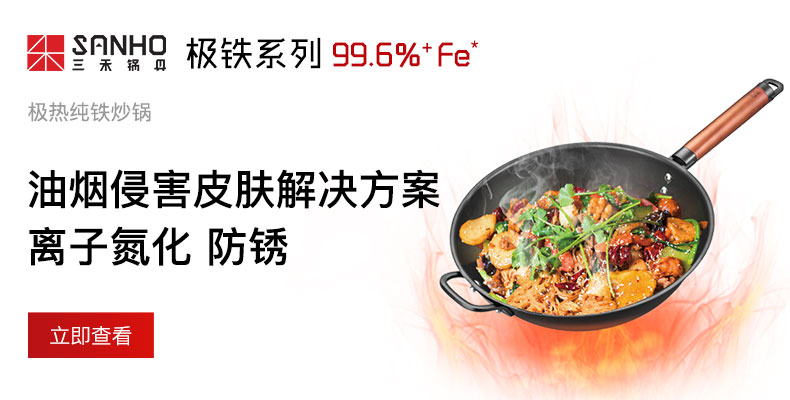 SANHO
三禾锅具
极铁系列 99.6%+Fe*
极热纯铁炒锅
油烟侵害皮肤解决方案
离子氮化 防锈
立即查看